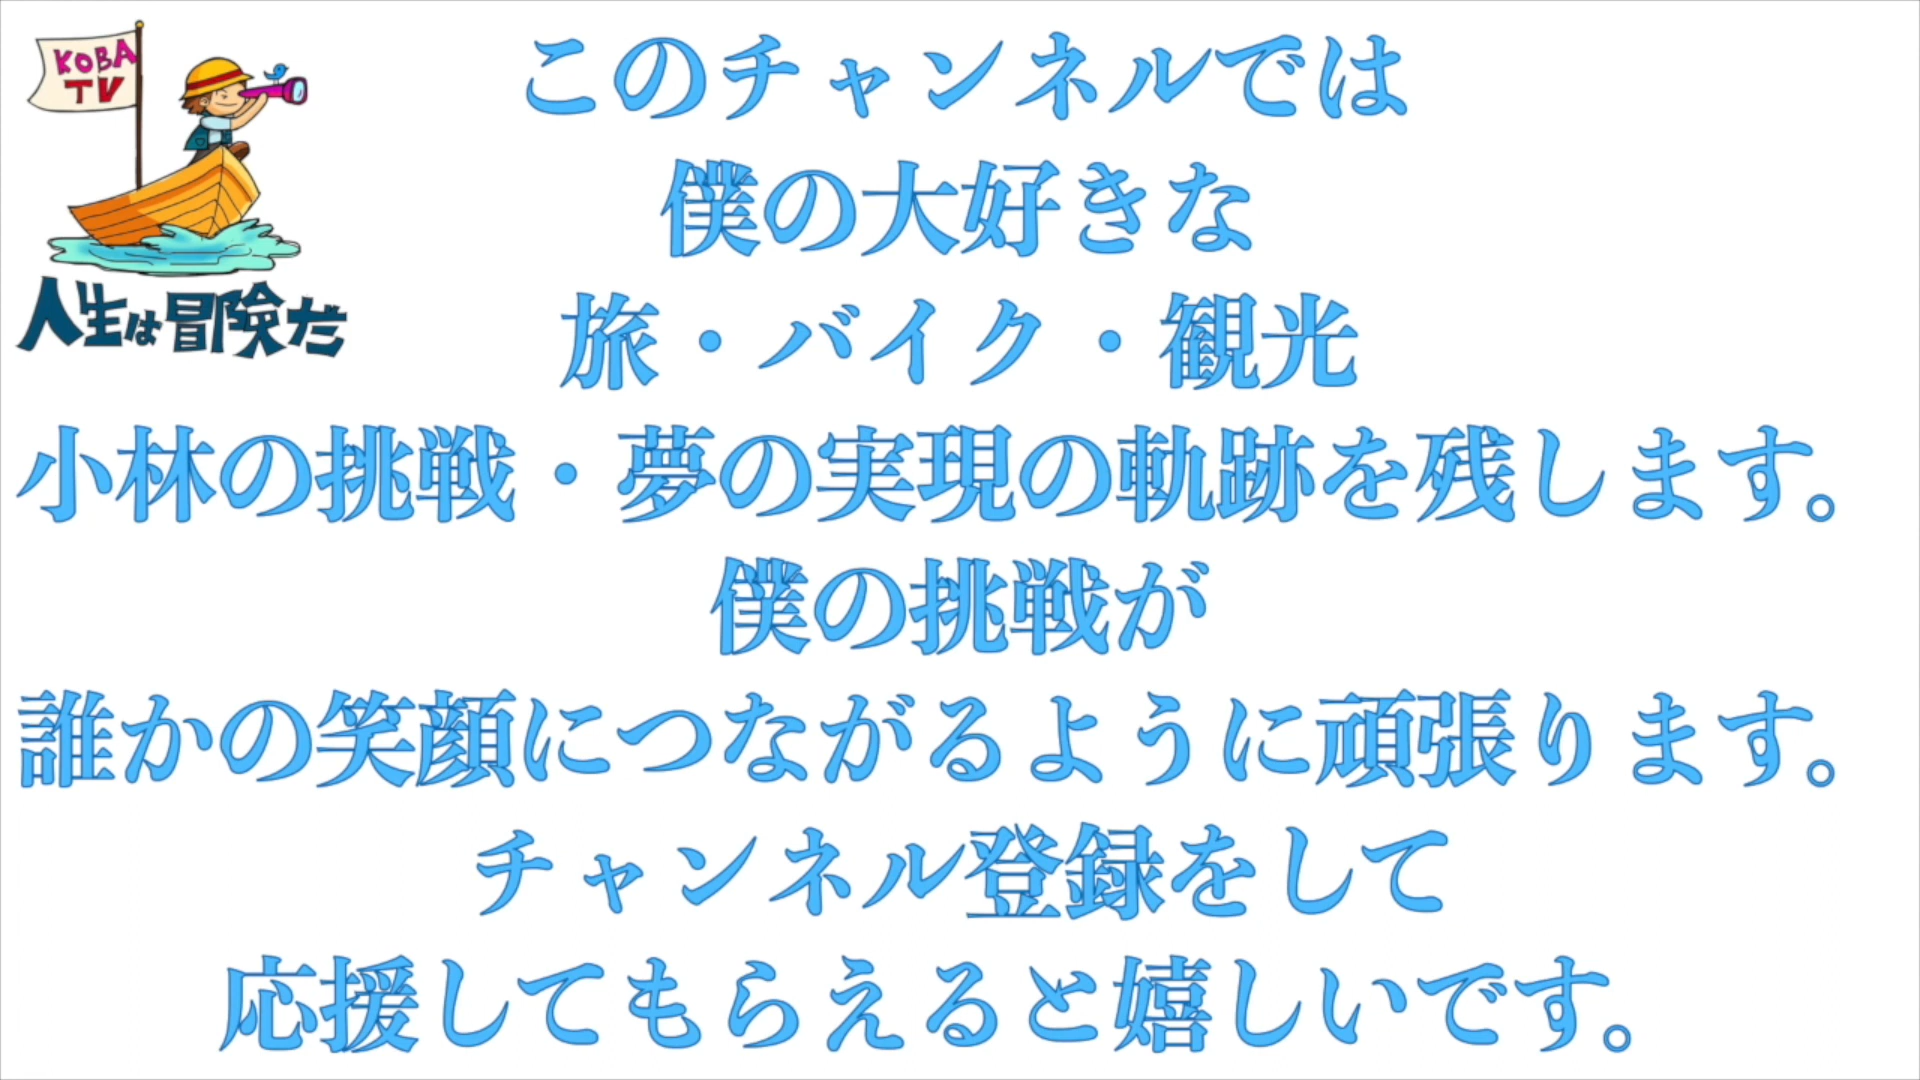 KOBA
TV
人生は冒険だ
このチャンネルでは
僕の大好きな
旅・バイク・観光
小林の挑戦・夢の実現の軌跡を残します。
僕の挑戦が
誰かの笑顔につながるように頑張ります。
チャンネル登録をして
応援してもらえると嬉しいです。